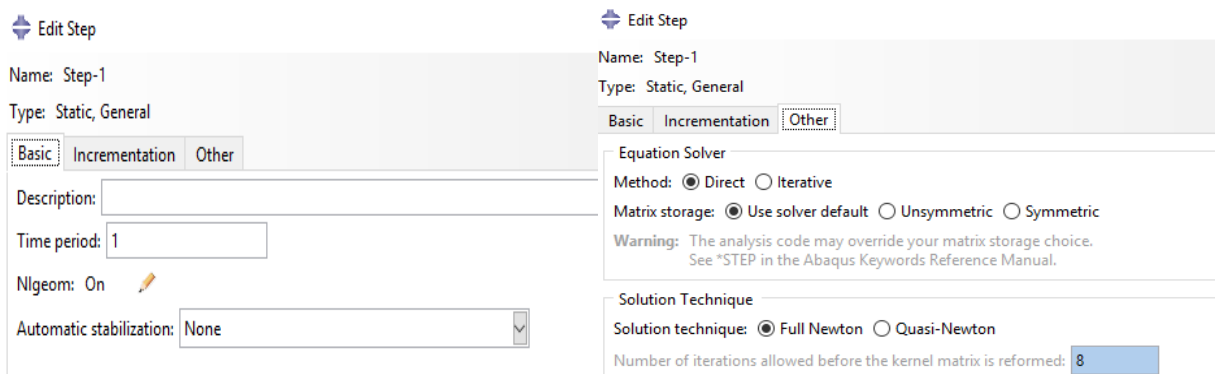 Edit Step
Name: Step-1
Type: Static, General
Basic Incrementation Other
Description:
Time period: 1
Nlgeom: On
Automatic stabilization: None
Edit Step
Name: Step-1
Type: Static, General
Basic Incrementation Other
Equation Solver
Method: Direct Iterative
Matrix storage: Use solver default Unsymmetric Symmetric
Warning: The analysis code may override your matrix storage choice.
See *STEP in the Abaqus Keywords Reference Manual.
Solution Technique
Solution technique: Full Newton Quasi-Newton
Number of iterations allowed before the kernel matrix is reformed: 8